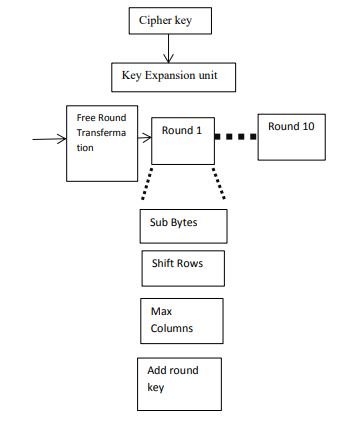 Cipher key
Key Expansion unit
Free Round
Transferma
tion
Round 1
Round 10
Sub Bytes
Shift Rows
Max
Columns
Add round
key